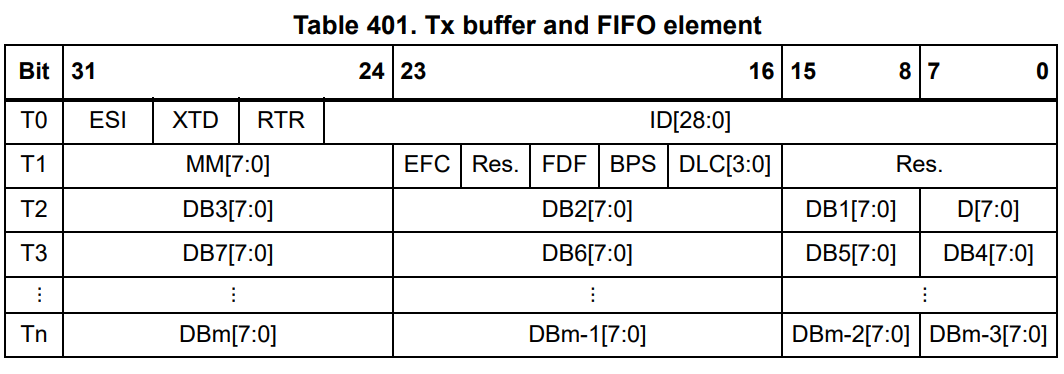 Table 401. Tx buffer and FIFO element
Bit 31 24 23 16 15 8 7 0
T0 ESI XTD RTR ID[28:0]
T1 MM[7:0] EFC Res. FDF BPS DLC[3:0] Res.
T2 DB3[7:0] DB2[7:0] DB1[7:0] D[7:0]
T3 DB7[7:0] DB6[7:0] DB5[7:0] DB4[7:0]
⋮ ⋮ ⋮ ⋮
Tn DBm[7:0] DBm-1[7:0] DBm-2[7:0] DBm-3[7:0]